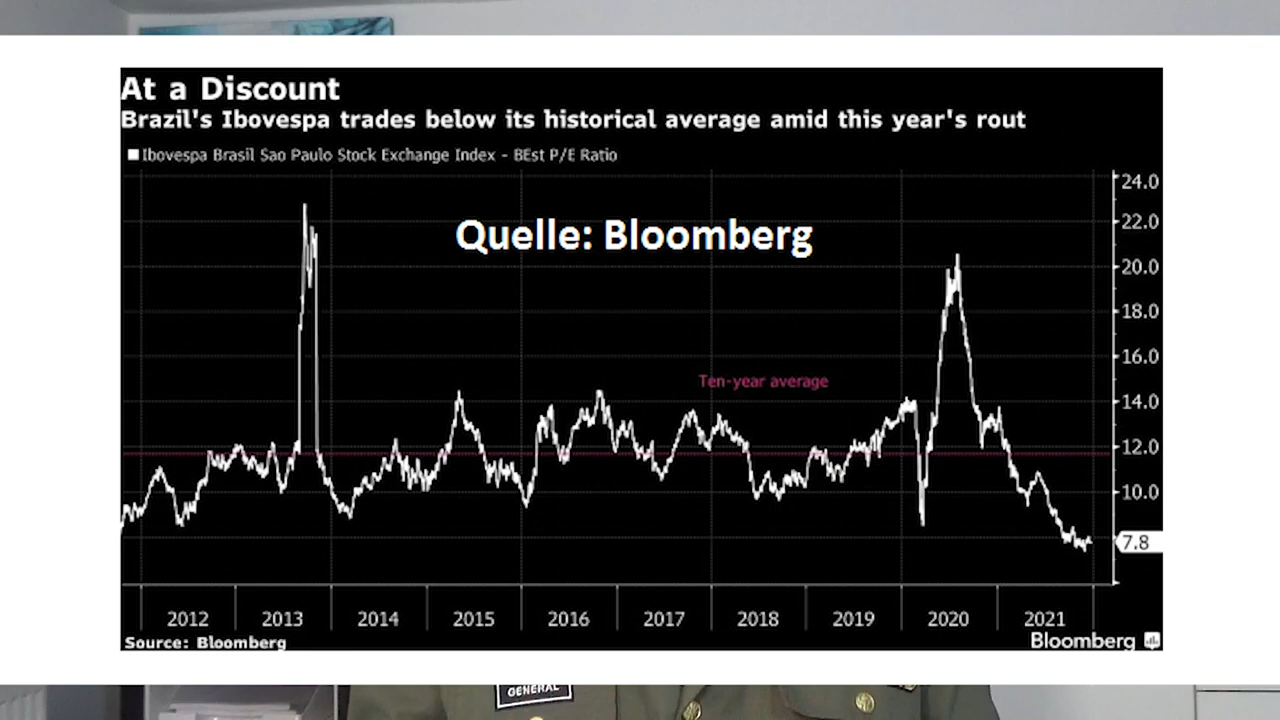 At a Discount
Brazil's Ibovespa trades below its historical average amid this year's rout
Ibovespa Brasil Sao Paulo Stock Exchange Index - BEst P/E Ratio
24.0
Quelle: Bloomberg
22.0
20.0
18.0
16.0
Ten-year average
14.0
12.0
10.0
7.8
2012 2013 2014 2015 2016 2017 2018 2019 2020 2021
Source: Bloomberg
Bloomberg
GENERAL